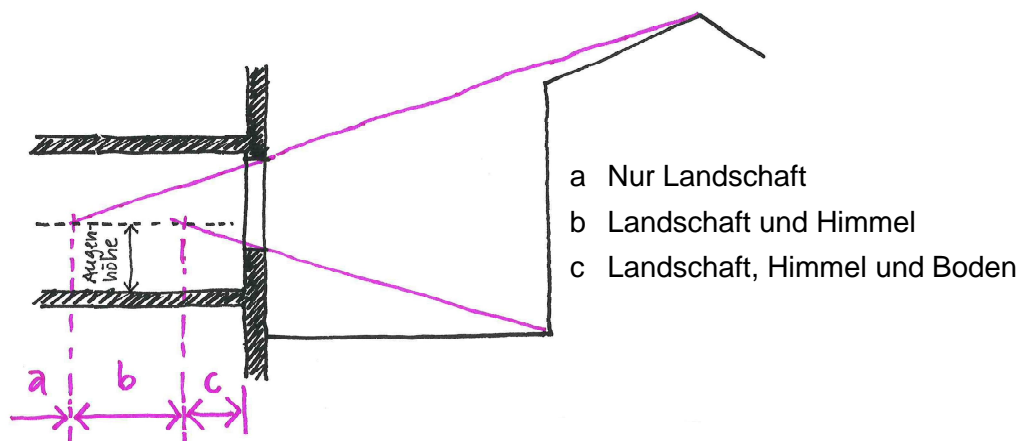 Augen-
höhe
a b c
a Nur Landschaft
b Landschaft und Himmel
c Landschaft, Himmel und Boden